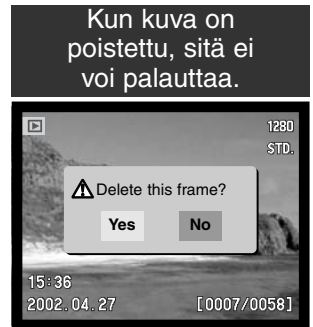 Kun kuva on
poistettu, sitä ei
voi palauttaa.
1280
STD.
Delete this frame?
Yes No
15:36
2002.04.27 [0007/0058]